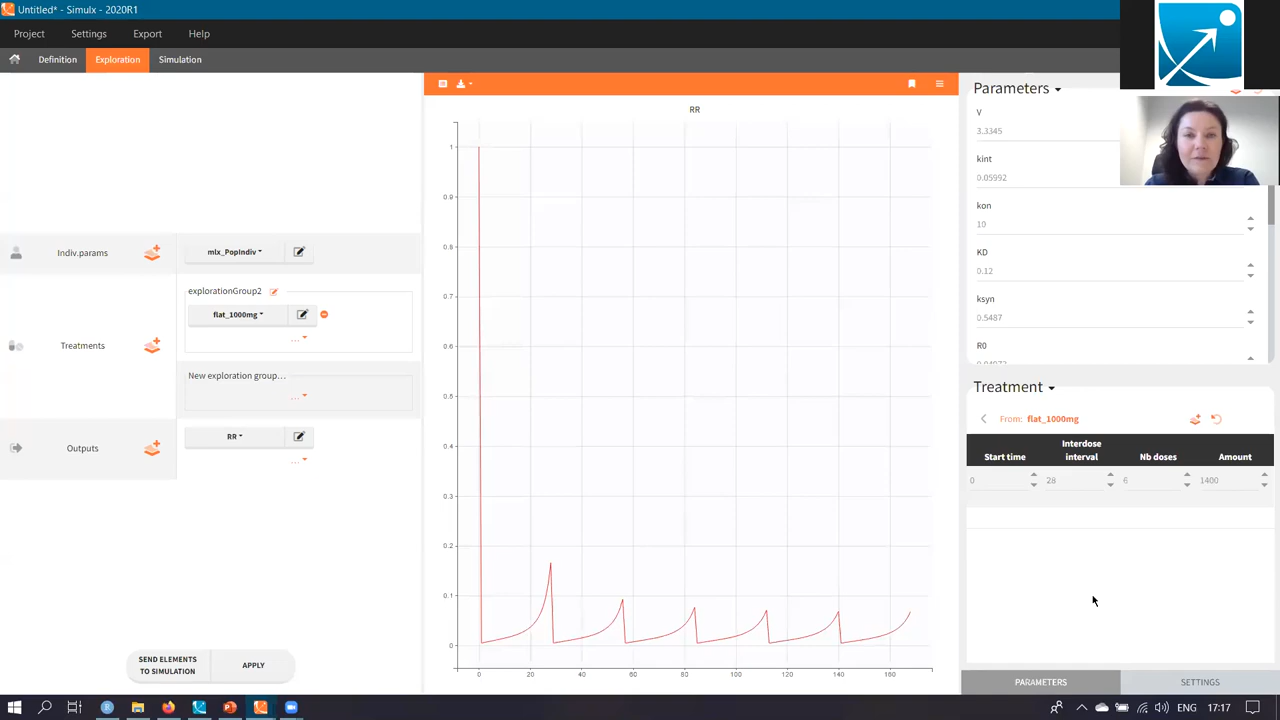 Untitled* - Simulx - 2020R1
Project Settings Export Help
Definition Exploration Simulation
Indiv.params
mlx_PopIndiv
explorationGroup2
flat_1000mg
...
Treatments
New exploration group...
...
Outputs
RR
...
SEND ELEMENTS
TO SIMULATION
APPLY
RR
1
0.9
0.8
0.7
0.6
0.5
0.4
0.3
0.2
0.1
0
0 20 40 60 80 100 120 140 160
Parameters
V
3.3345
kint
0.05992
kon
10
KD
0.12
ksyn
0.5487
R0
Treatment
From: flat_1000mg
Start time Interdose interval Nb doses Amount
0 28 6 1400
PARAMETERS SETTINGS
ENG 17:17